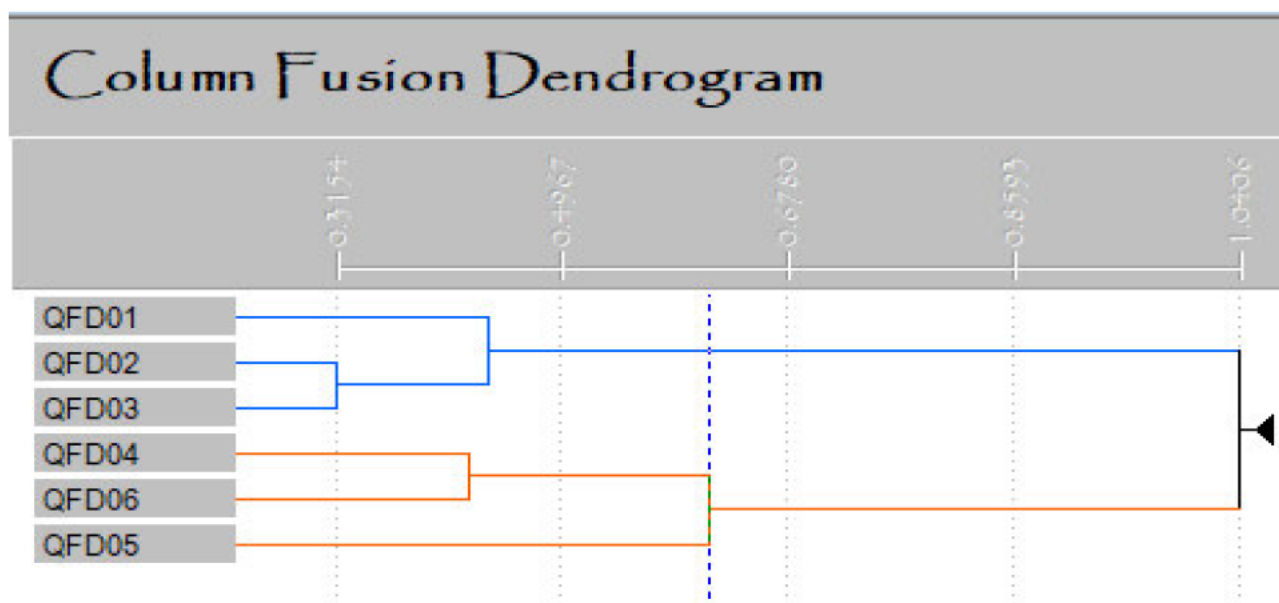 Column Fusion Dendrogram
0.3154
0.4967
0.6780
0.8593
1.0406
QFD01
QFD02
QFD03
QFD04
QFD06
QFD05